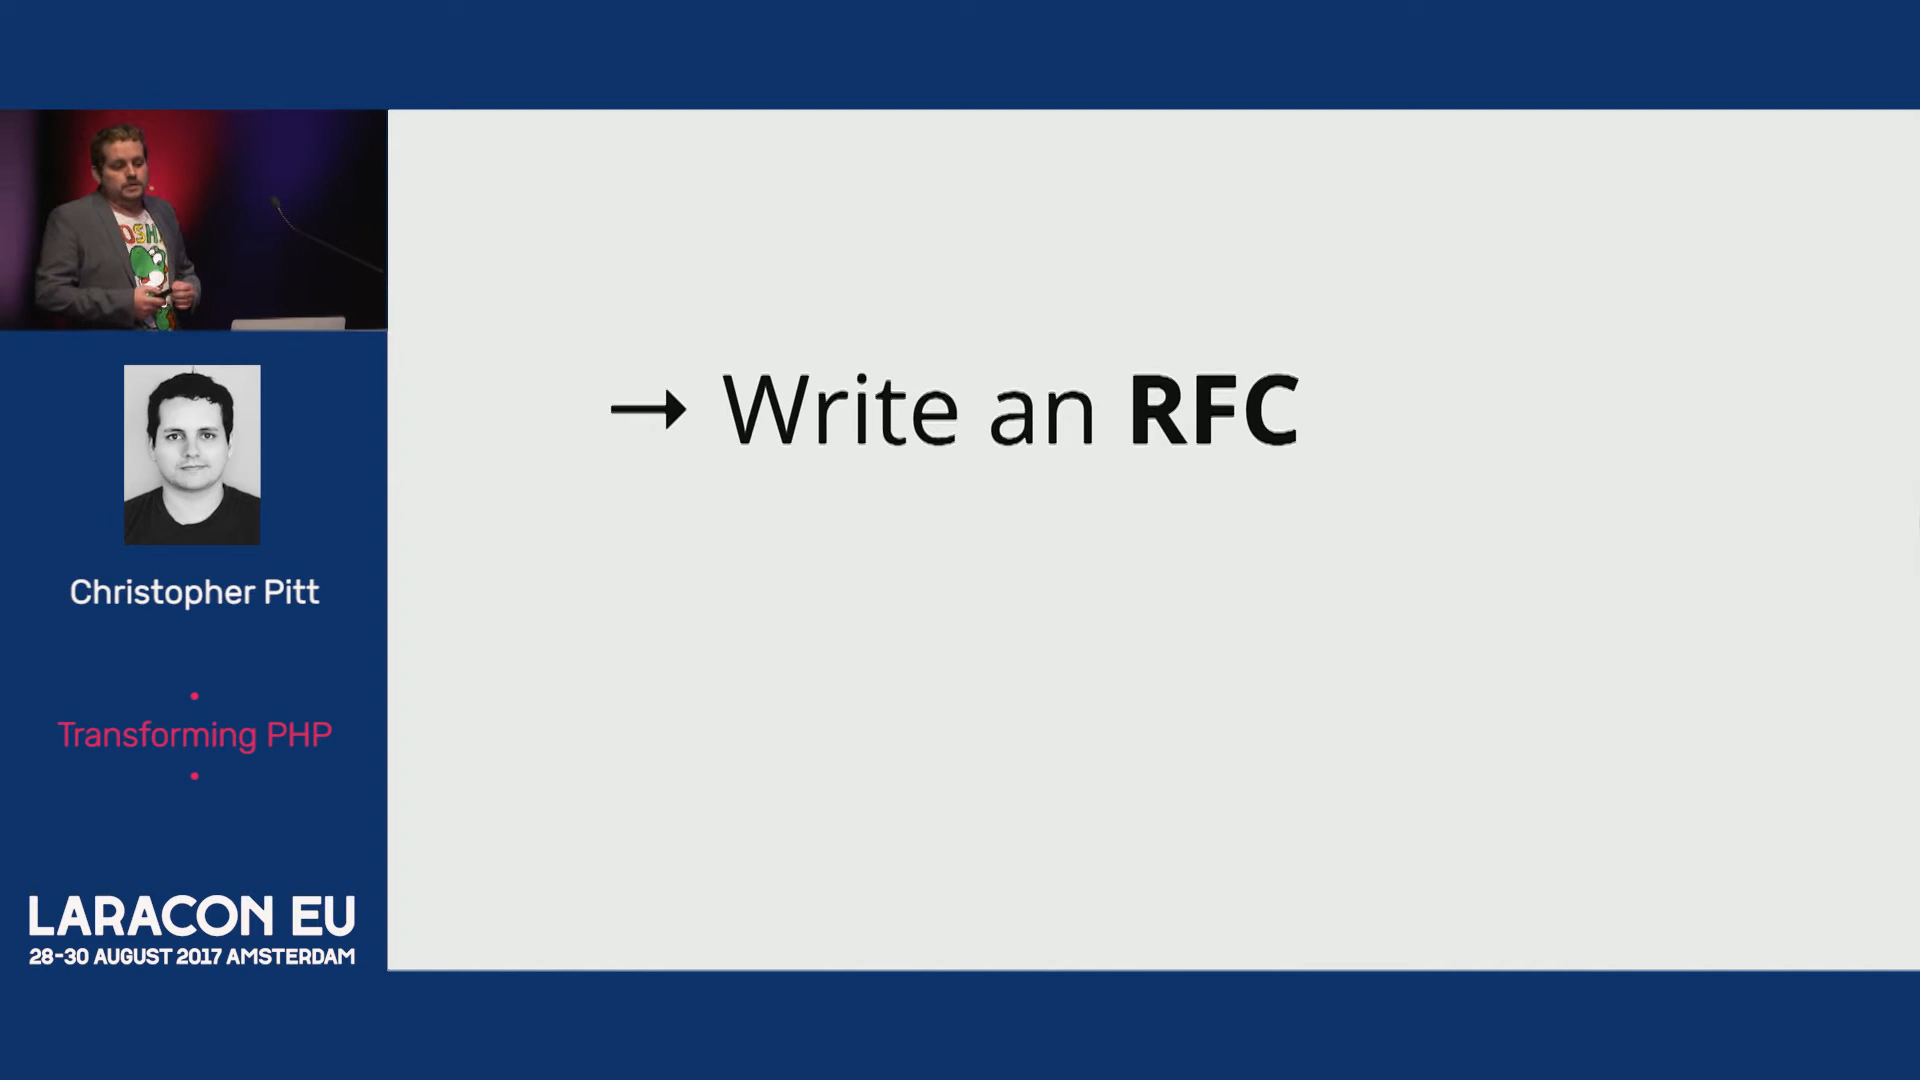 → Write an RFC
Christopher Pitt
Transforming PHP
LARACON EU
28-30 AUGUST 2017 AMSTERDAM